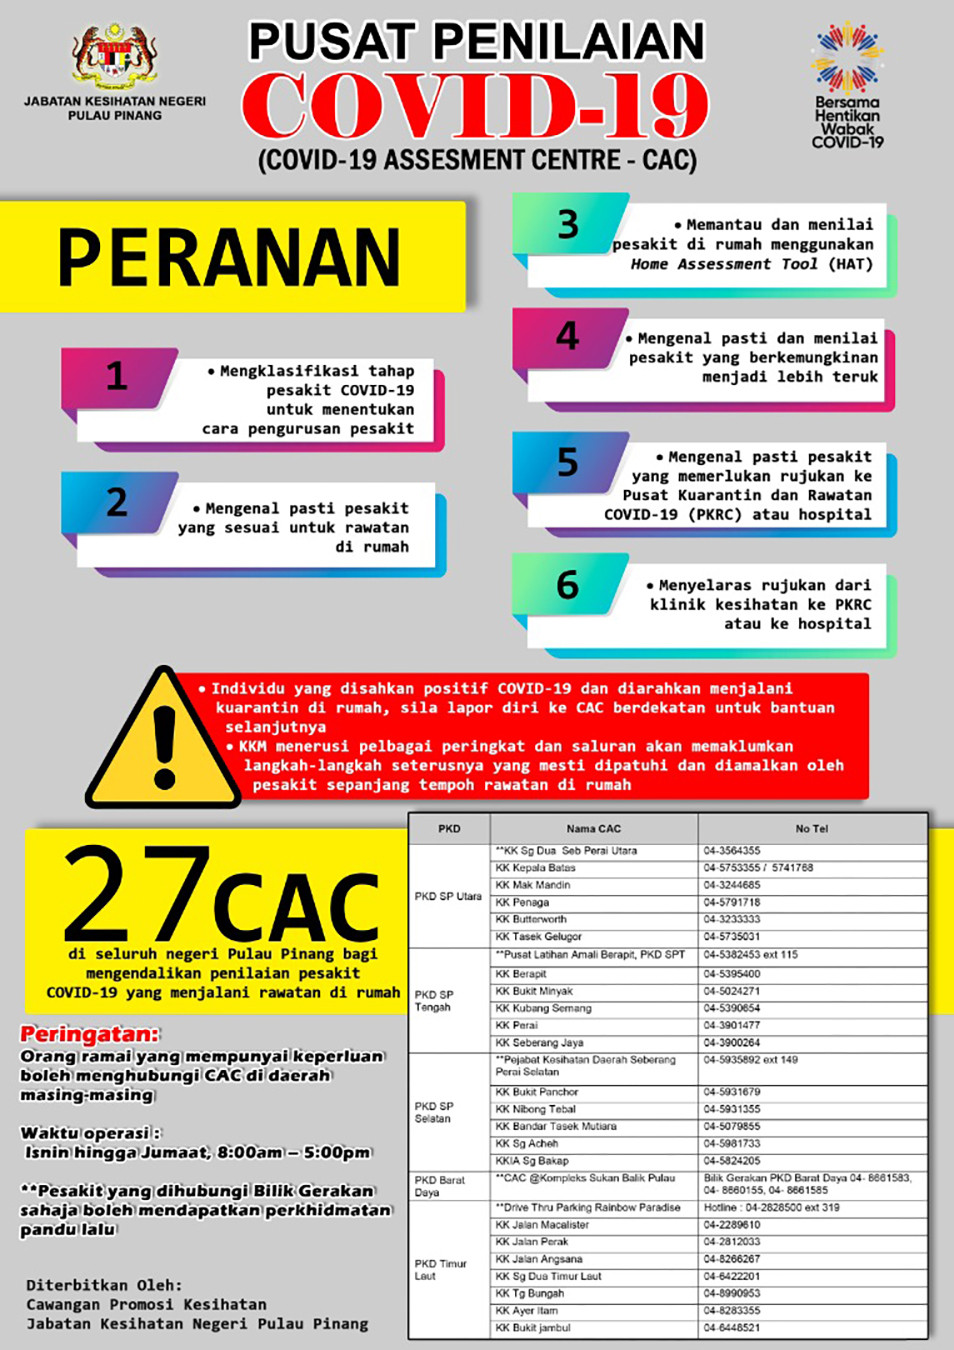 JABATAN KESIHATAN NEGERI
PULAU PINANG
PUSAT PENILAIAN
COVID-19
(COVID-19 ASSESMENT CENTRE - CAC)
Bersama
Hentikan
Wabak
COVID-19
PERANAN
1
• Mengklasifikasi tahap
pesakit COVID-19
untuk menentukan
cara pengurusan pesakit
2
• Mengenal pasti pesakit
yang sesuai untuk rawatan
di rumah
3
• Memantau dan menilai
pesakit di rumah menggunakan
Home Assessment Tool (HAT)
4
• Mengenal pasti dan menilai
pesakit yang berkemungkinan
menjadi lebih teruk
5
• Mengenal pasti pesakit
yang memerlukan rujukan ke
Pusat Kuarantin dan Rawatan
COVID-19 (PKRC) atau hospital
6
• Menyelaras rujukan dari
klinik kesihatan ke PKRC
atau ke hospital
!
• Individu yang disahkan positif COVID-19 dan diarahkan menjalani
kuarantin di rumah, sila lapor diri ke CAC berdekatan untuk bantuan
selanjutnya
• KKM menerusi pelbagai peringkat dan saluran akan memaklumkan
langkah-langkah seterusnya yang mesti dipatuhi dan diamalkan oleh
pesakit sepanjang tempoh rawatan di rumah
27 CAC
di seluruh negeri Pulau Pinang bagi
mengendalikan penilaian pesakit
COVID-19 yang menjalani rawatan di rumah
Peringatan:
Orang ramai yang mempunyai keperluan
boleh menghubungi CAC di daerah
masing-masing
Waktu operasi :
Isnin hingga Jumaat, 8:00am – 5:00pm
**Pesakit yang dihubungi Bilik Gerakan
sahaja boleh mendapatkan perkhidmatan
pandu lalu
Diterbitkan Oleh:
Cawangan Promosi Kesihatan
Jabatan Kesihatan Negeri Pulau Pinang
PKD Nama CAC No Tel
PKD SP Utara
**KK Sg Dua Seb Perai Utara 04-3564355
KK Kepala Batas 04-5753355 / 5741768
KK Mak Mandin 04-3244685
KK Penaga 04-5791718
KK Butterworth 04-3233333
KK Tasek Gelugor 04-5735031
PKD SP
Tengah
**Pusat Latihan Amali Berapit, PKD SPT 04-5382453 ext 115
KK Berapit 04-5395400
KK Bukit Minyak 04-5024271
KK Kubang Semang 04-5390654
KK Perai 04-3901477
KK Seberang Jaya 04-3900264
PKD SP
Selatan
**Pejabat Kesihatan Daerah Seberang 04-5935892 ext 149
Perai Selatan
KK Bukit Panchor 04-5931679
KK Nibong Tebal 04-5931355
KK Bandar Tasek Mutiara 04-5079855
KK Sg Acheh 04-5981733
KKIA Sg Bakap 04-5824205
PKD Barat
Daya
**CAC @Kompleks Sukan Balik Pulau Bilik Gerakan PKD Barat Daya 04- 8661583,
04- 8660155, 04- 8661585
PKD Timur
Laut
**Drive Thru Parking Rainbow Paradise Hotline : 04-2828500 ext 319
KK Jalan Macalister 04-2289610
KK Jalan Perak 04-2812033
KK Jalan Angsana 04-8266267
KK Sg Dua Timur Laut 04-6422201
KK Tg Bungah 04-8990953
KK Ayer Itam 04-8283355
KK Bukit jambul 04-6448521